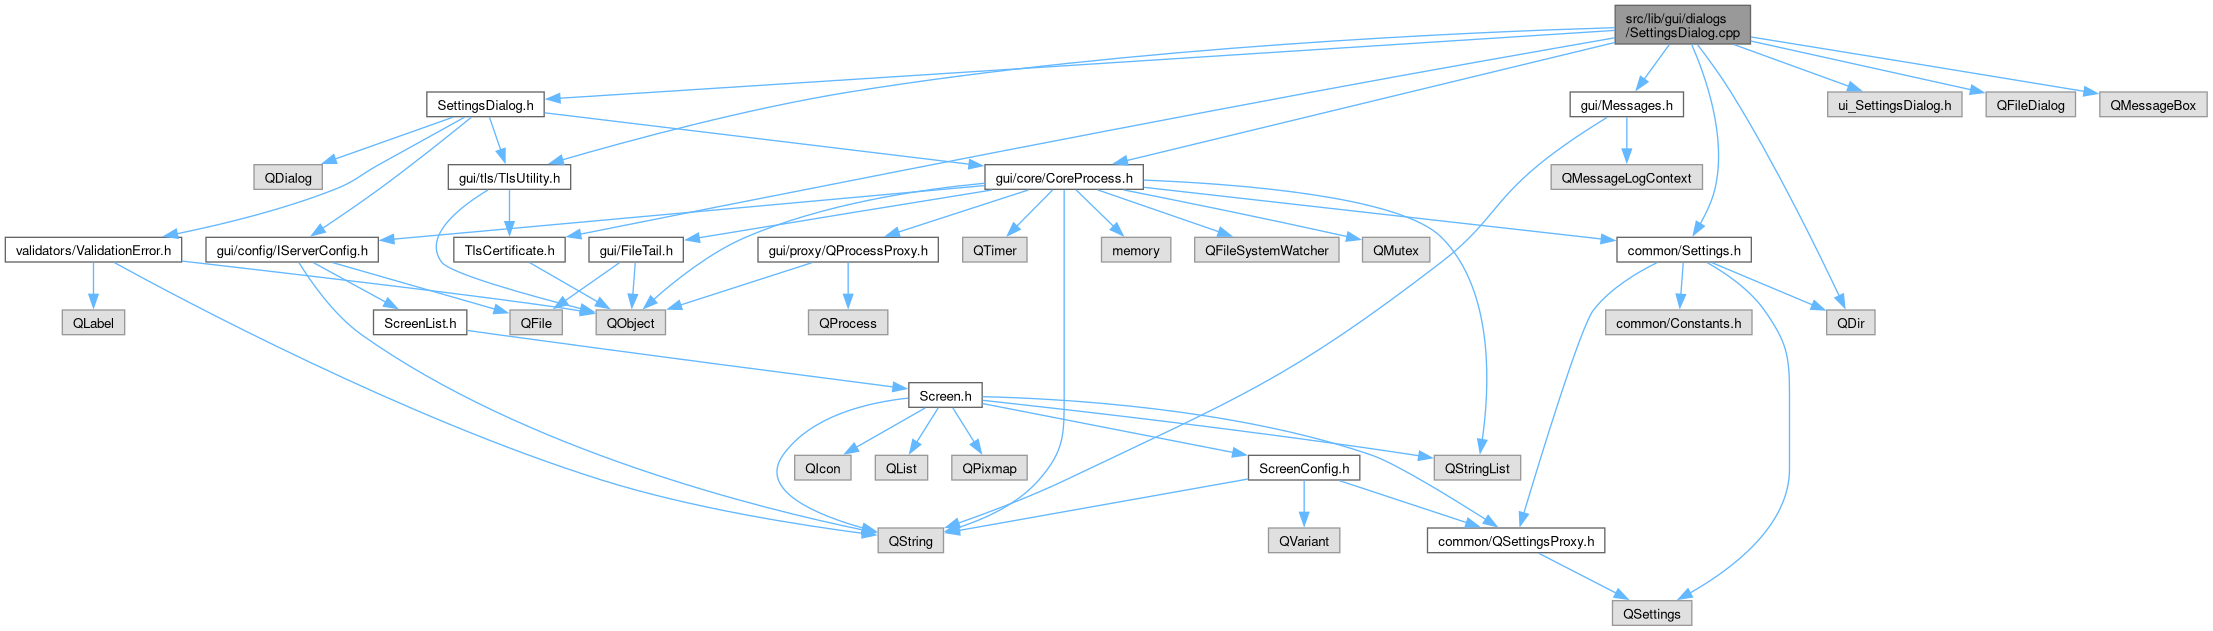 src/lib/gui/dialogs
/SettingsDialog.cpp
SettingsDialog.h
gui/Messages.h
ui_SettingsDialog.h
QFileDialog
QMessageBox
QDialog
gui/tls/TlsUtility.h
gui/core/CoreProcess.h
QMessageLogContext
validators/ValidationError.h
gui/config/IServerConfig.h
TlsCertificate.h
gui/FileTail.h
gui/proxy/QProcessProxy.h
QTimer
memory
QFileSystemWatcher
QMutex
common/Settings.h
QLabel
ScreenList.h
QFile
QObject
QProcess
common/Constants.h
QDir
Screen.h
QIcon
QList
QPixmap
ScreenConfig.h
QStringList
QString
QVariant
common/QSettingsProxy.h
QSettings